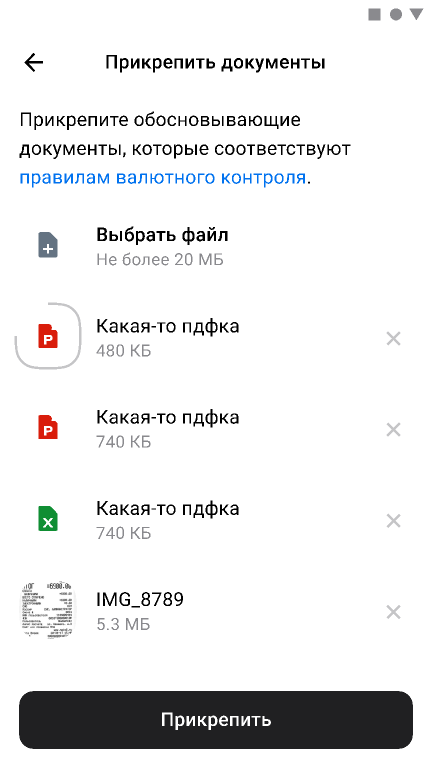 Прикрепить документы
Прикрепите обосновывающие
документы, которые соответствуют
правилам валютного контроля.
Выбрать файл
Не более 20 МБ
Какая-то пдфка
P
480 КБ
Какая-то пдфка
P
740 КБ
Какая-то пдфка
X
740 КБ
IMG_8789
5.3 МБ
Прикрепить